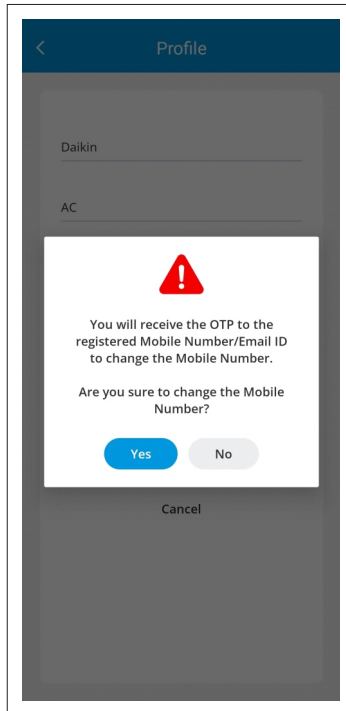 Profile
Daikin
AC
You will receive the OTP to the
registered Mobile Number/Email ID
to change the Mobile Number.
Are you sure to change the Mobile
Number?
Yes No
Cancel